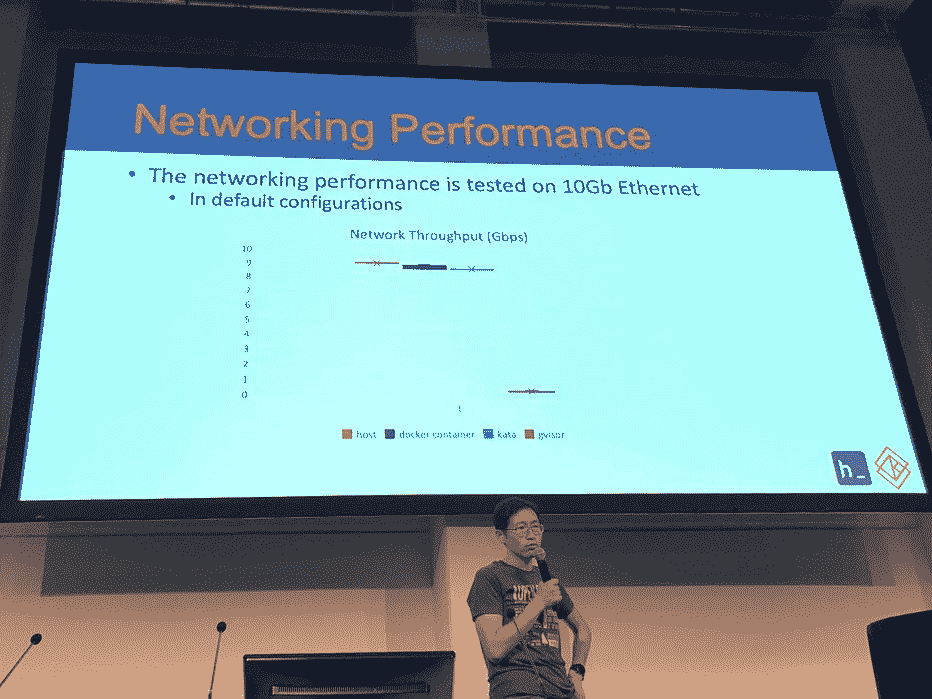 Networking Performance
• The networking performance is tested on 10Gb Ethernet
• In default configurations
Network Throughput (Gbps)
10
9
8
7
6
5
4
3
2
1
0
1
host docker container kata gvisor
h_